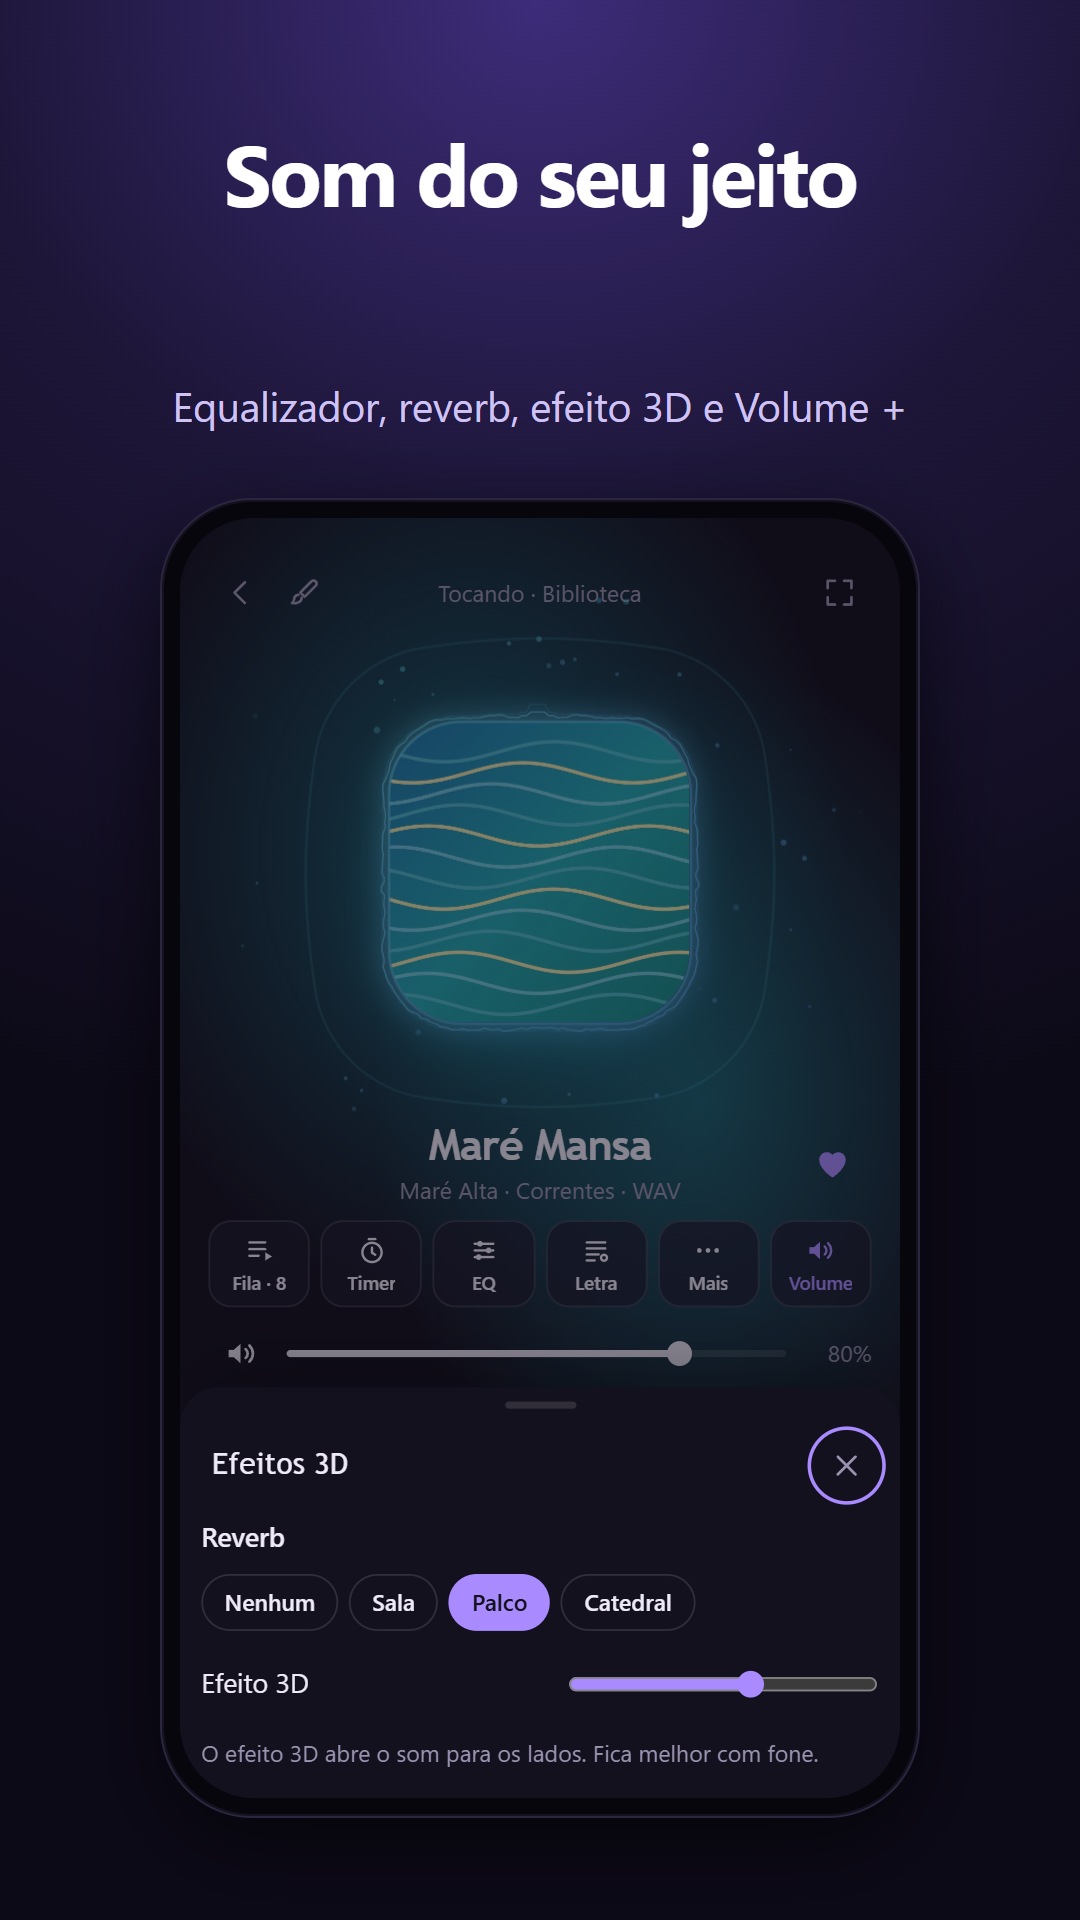 Som do seu jeito
Equalizador, reverb, efeito 3D e Volume +
Tocando · Biblioteca
Maré Mansa
Maré Alta · Correntes · WAV
Fila · 8 Timer EQ Letra Mais Volume
80%
Efeitos 3D
Reverb
Nenhum Sala Palco Catedral
Efeito 3D
O efeito 3D abre o som para os lados. Fica melhor com fone.